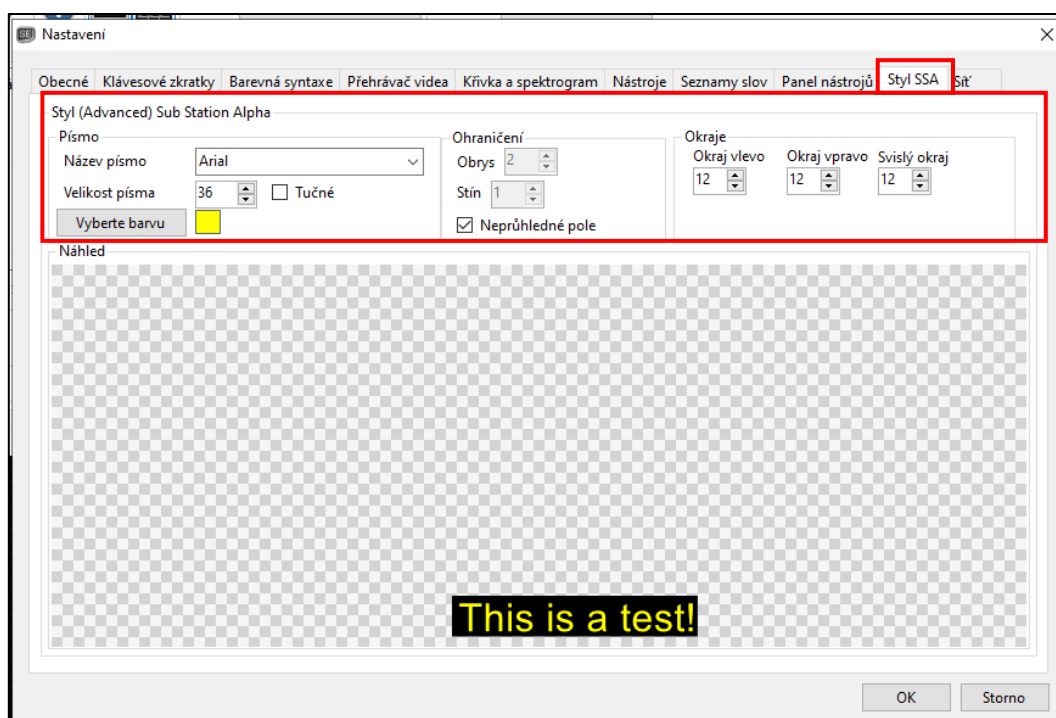 SE Nastavení
Obecné Klávesové zkratky Barevná syntaxe Přehrávač videa Křivka a spektrogram Nástroje Seznamy slov Panel nástrojů Styl SSA Síť
Styl (Advanced) Sub Station Alpha
Písmo
Název písmo Arial
Velikost písma 36 Tučné
Vyberte barvu
Ohraničení
Obrys 2
Stín 1
Neprůhledné pole
Okraje
Okraj vlevo Okraj vpravo Svislý okraj
12 12 12
Náhled
This is a test!
OK Storno